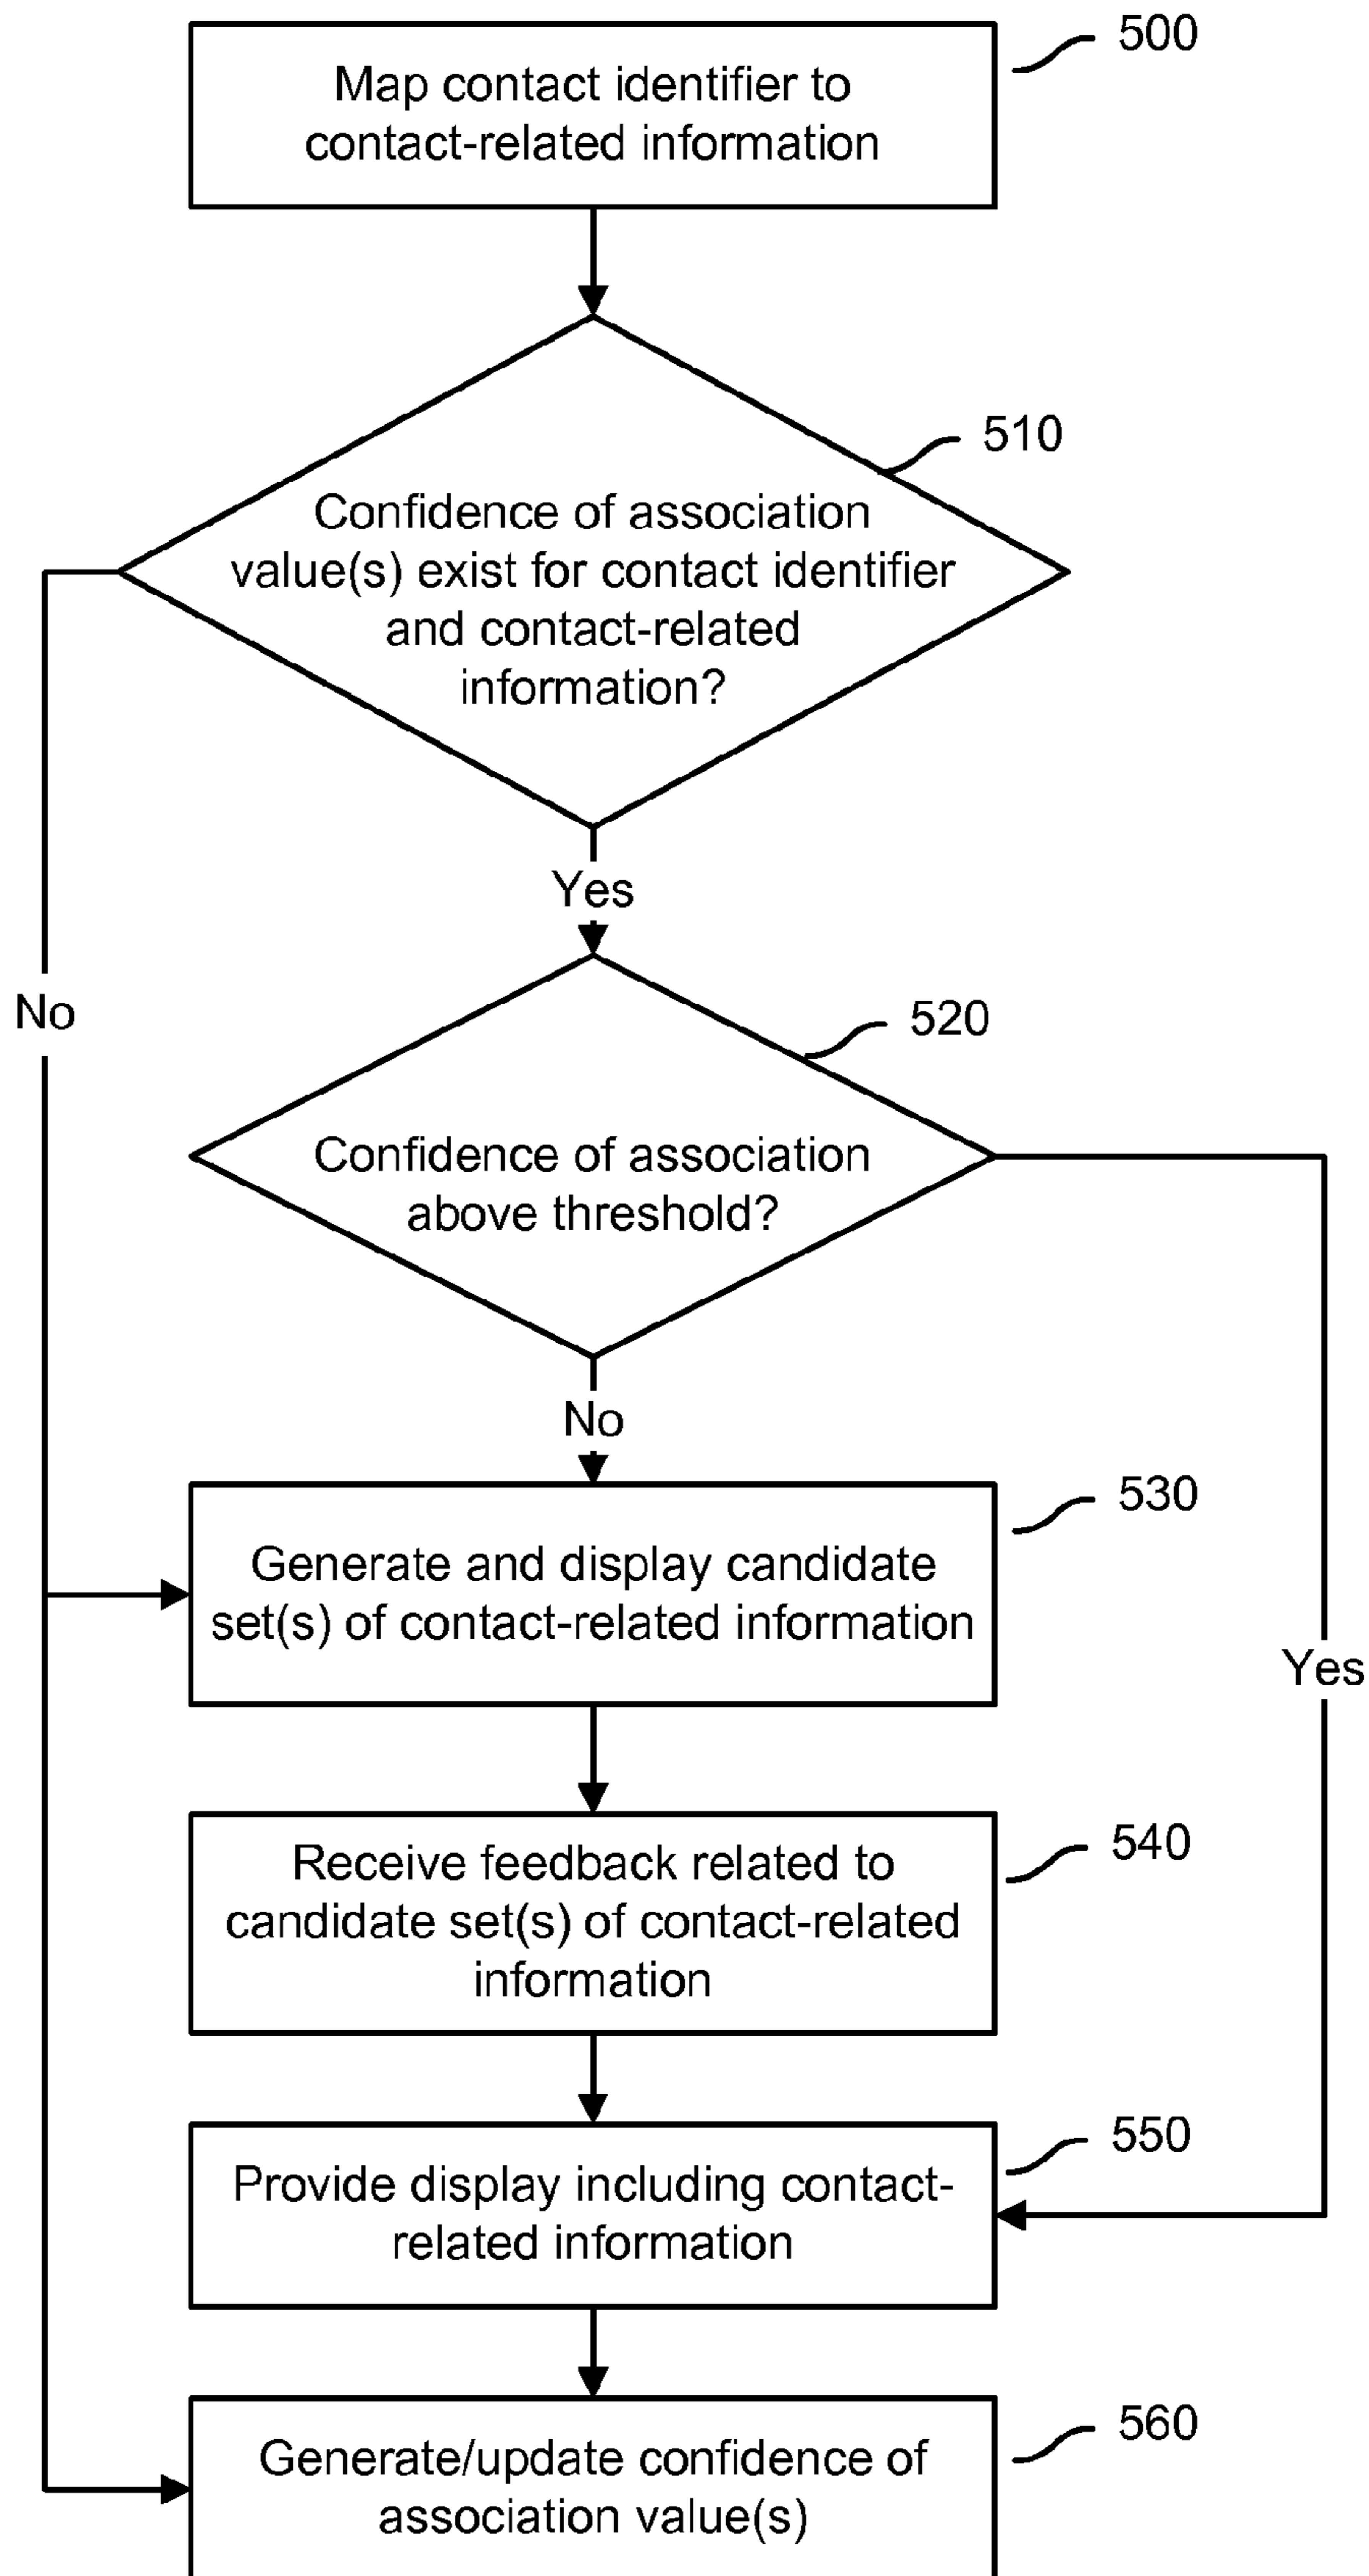 500
Map contact identifier to
contact-related information
510
Confidence of association
value(s) exist for contact identifier
and contact-related
information?
Yes
No
520
Confidence of association
above threshold?
No
530
Generate and display candidate
set(s) of contact-related information
Yes
540
Receive feedback related to
candidate set(s) of contact-related
information
550
Provide display including contact-
related information
560
Generate/update confidence of
association value(s)